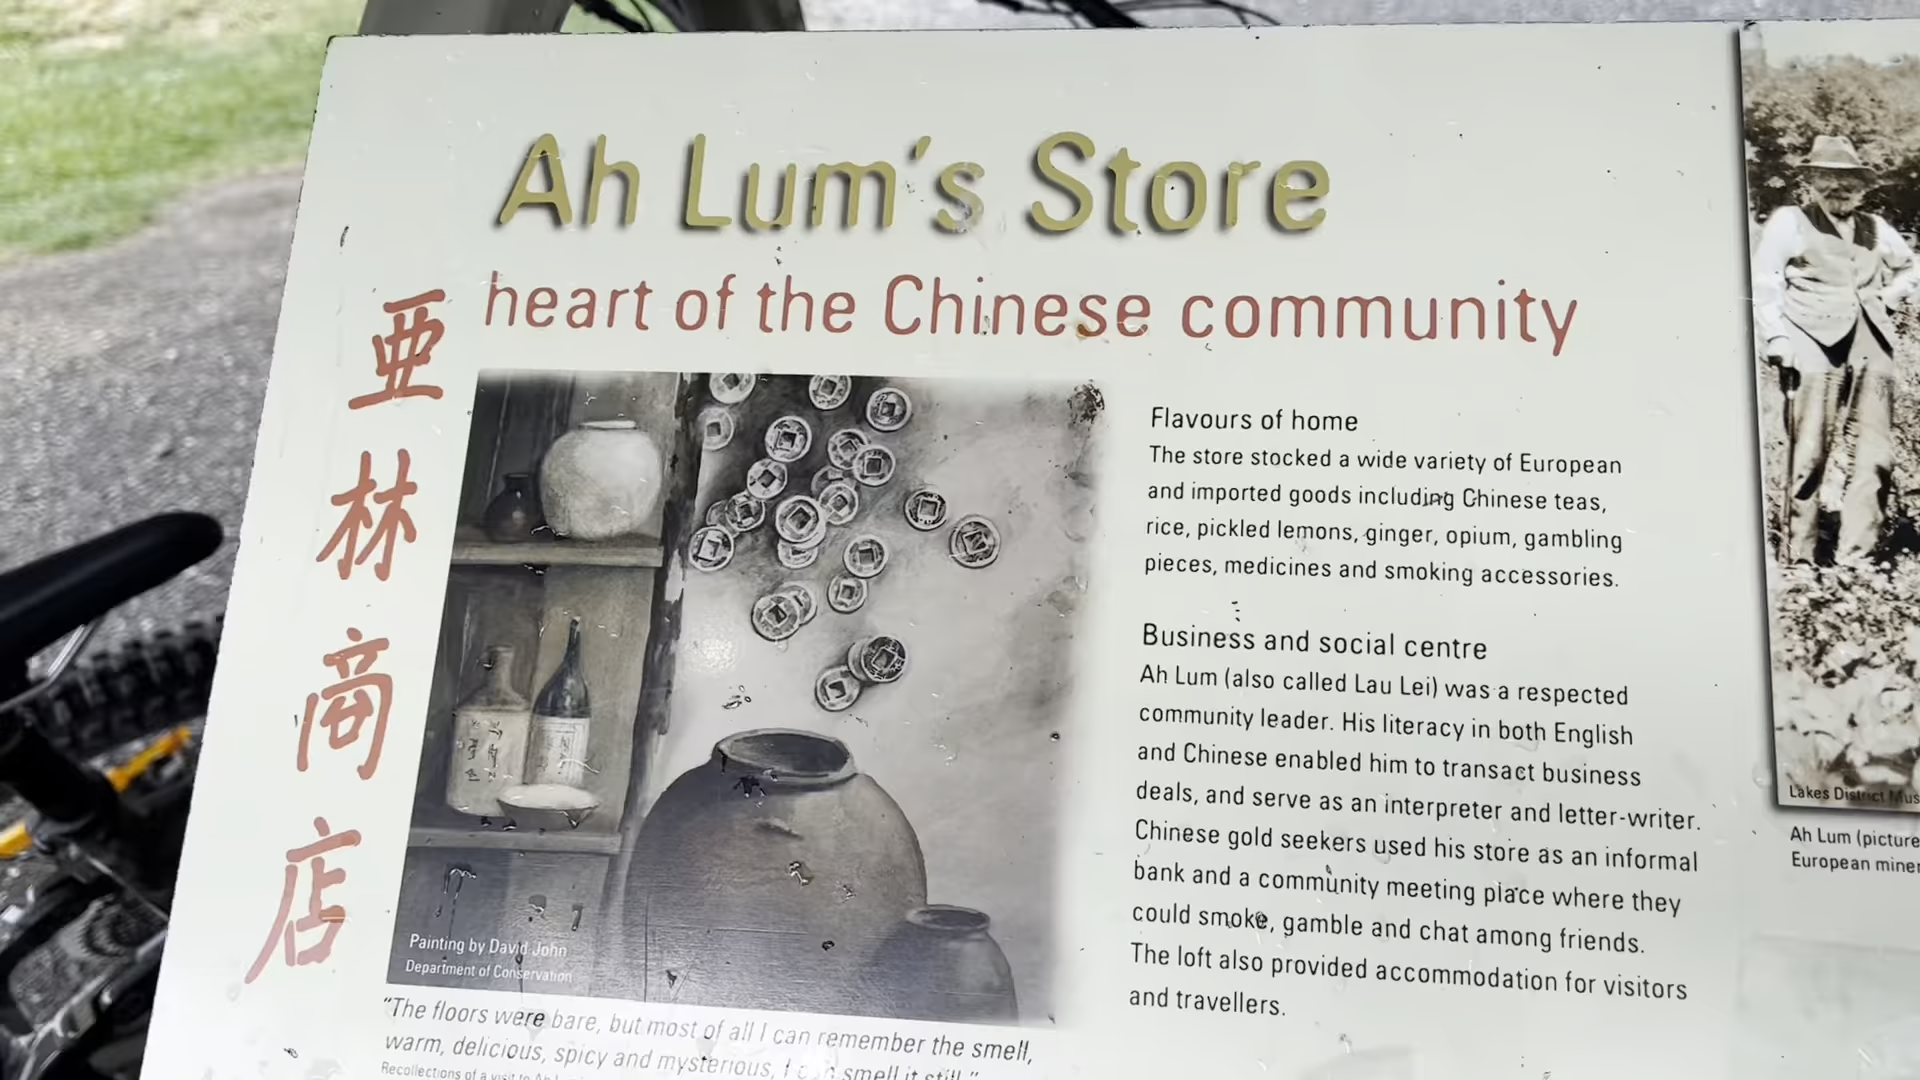 Ah Lum's Store
heart of the Chinese community
亜林商店
Painting by David John
Department of Conservation
"The floors were bare, but most of all I can remember the smell,
warm, delicious, spicy and mysterious, I can smell it still."
Recollections of a visit to Ah
Flavours of home
The store stocked a wide variety of European
and imported goods including Chinese teas,
rice, pickled lemons, ginger, opium, gambling
pieces, medicines and smoking accessories.
Business and social centre
Ah Lum (also called Lau Lei) was a respected
community leader. His literacy in both English
and Chinese enabled him to transact business
deals, and serve as an interpreter and letter-writer.
Chinese gold seekers used his store as an informal
bank and a community meeting place where they
could smoke, gamble and chat among friends.
The loft also provided accommodation for visitors
and travellers.
Lakes District Mus
Ah Lum (picture
European miner